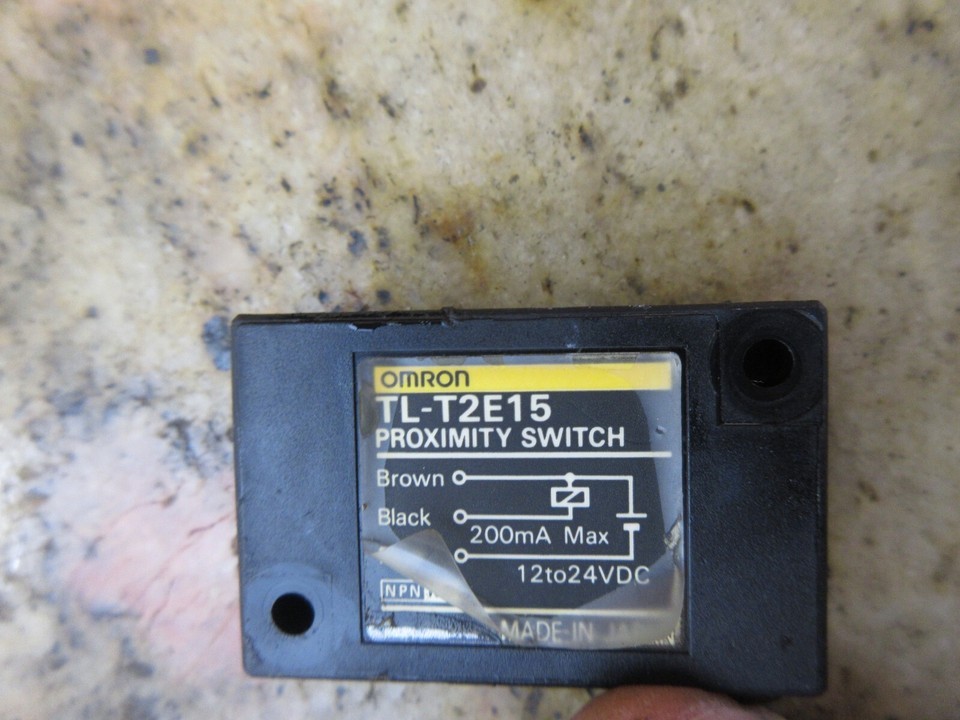 OMRON
TL-T2E15
PROXIMITY SWITCH
Brown
Black
200mA Max
12to24VDC
NPN
MADE IN